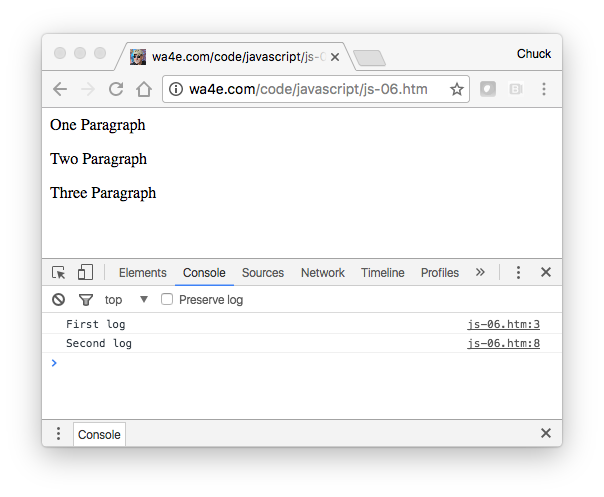 Chuck
wa4e.com/code/javascript/js-0
wa4e.com/code/javascript/js-06.htm
One Paragraph
Two Paragraph
Three Paragraph
Elements Console Sources Network Timeline Profiles »
top Preserve log
First log js-06.htm:3
Second log js-06.htm:8
>
Console